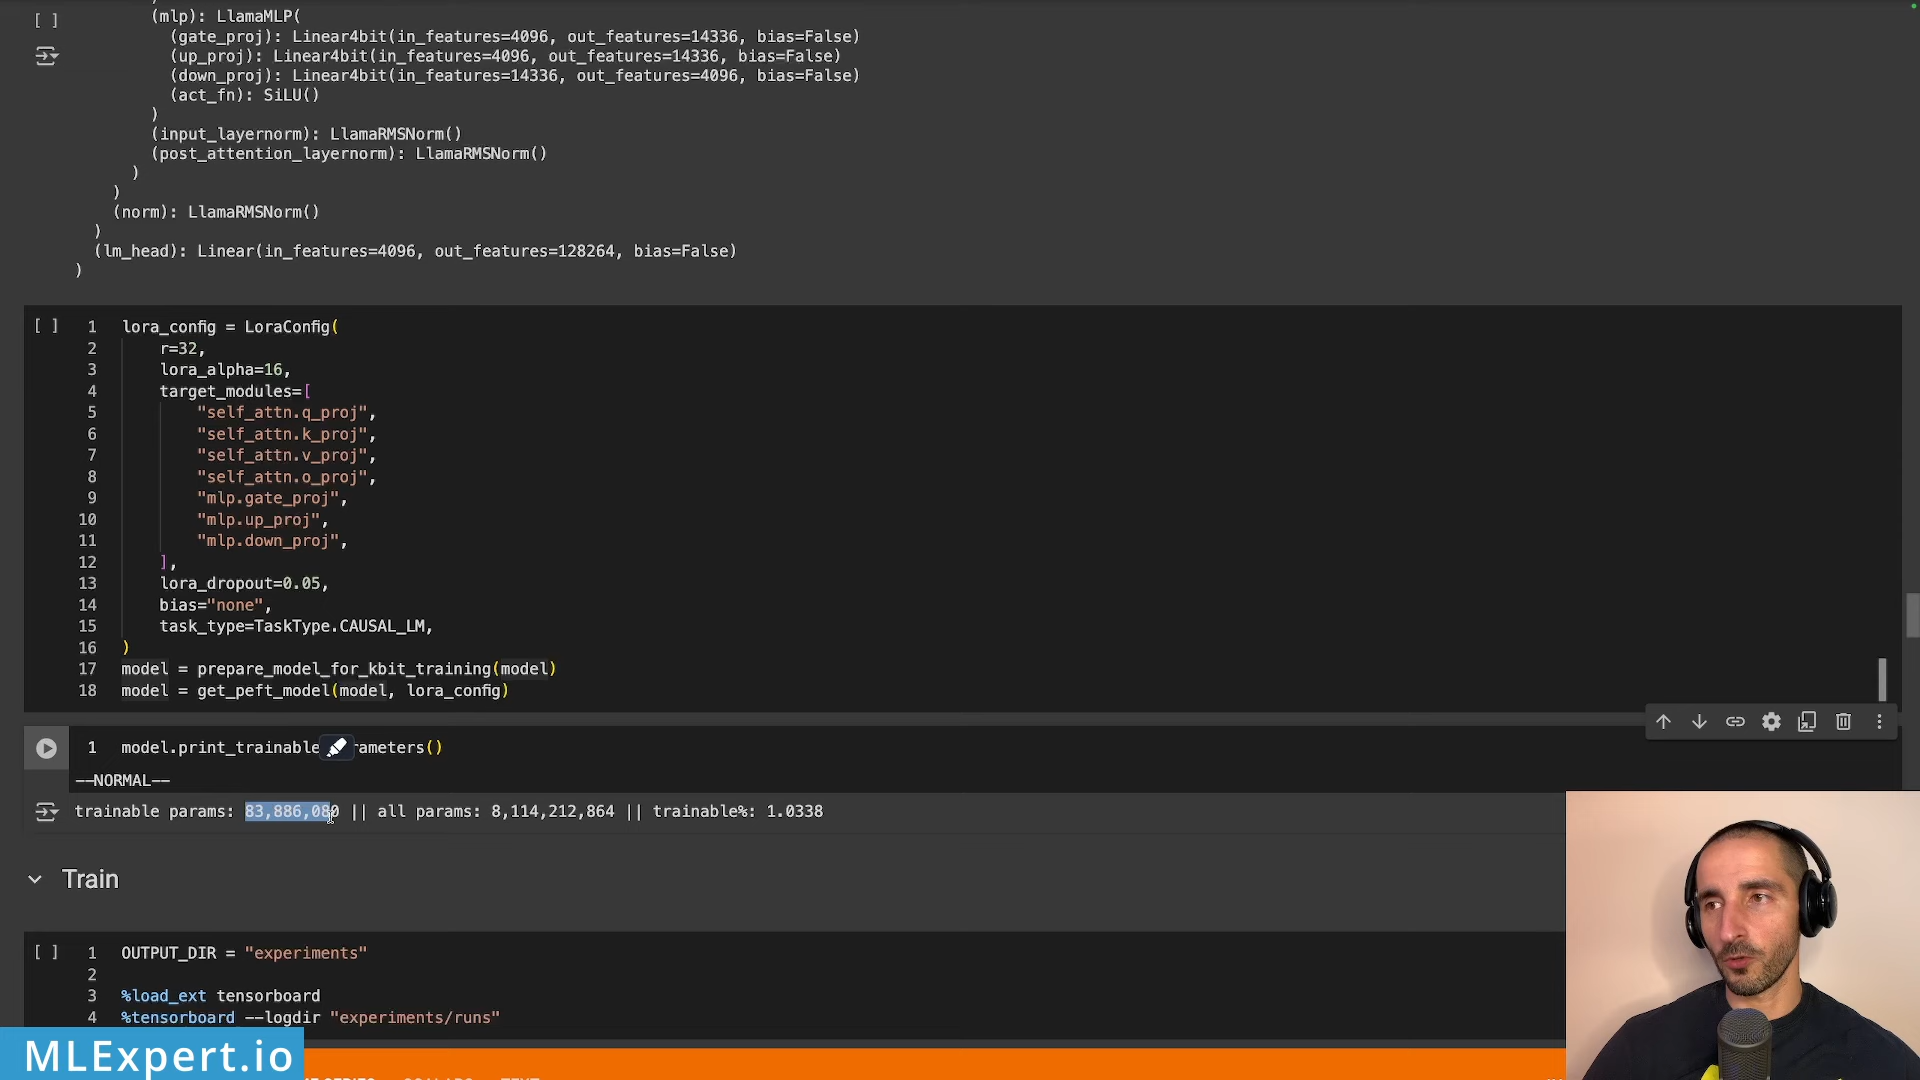 [ ]
(mlp): LlamaMLP(
(gate_proj): Linear4bit(in_features=4096, out_features=14336, bias=False)
(up_proj): Linear4bit(in_features=4096, out_features=14336, bias=False)
(down_proj): Linear4bit(in_features=14336, out_features=4096, bias=False)
(act_fn): SiLU()
)
(input_layernorm): LlamaRMSNorm()
(post_attention_layernorm): LlamaRMSNorm()
)
)
(norm): LlamaRMSNorm()
)
(lm_head): Linear(in_features=4096, out_features=128264, bias=False)
)
[ ] 1 lora_config = LoraConfig(
2 r=32,
3 lora_alpha=16,
4 target_modules=[
5 "self_attn.q_proj",
6 "self_attn.k_proj",
7 "self_attn.v_proj",
8 "self_attn.o_proj",
9 "mlp.gate_proj",
10 "mlp.up_proj",
11 "mlp.down_proj",
12 ],
13 lora_dropout=0.05,
14 bias="none",
15 task_type=TaskType.CAUSAL_LM,
16 )
17 model = prepare_model_for_kbit_training(model)
18 model = get_peft_model(model, lora_config)
1 model.print_trainable rameters()
--NORMAL--
trainable params: 83,886,080 || all params: 8,114,212,864 || trainable%: 1.0338
Train
[ ] 1 OUTPUT_DIR = "experiments"
2
3 %load_ext tensorboard
4 %tensorboard --logdir "experiments/runs"
MLExpert.io